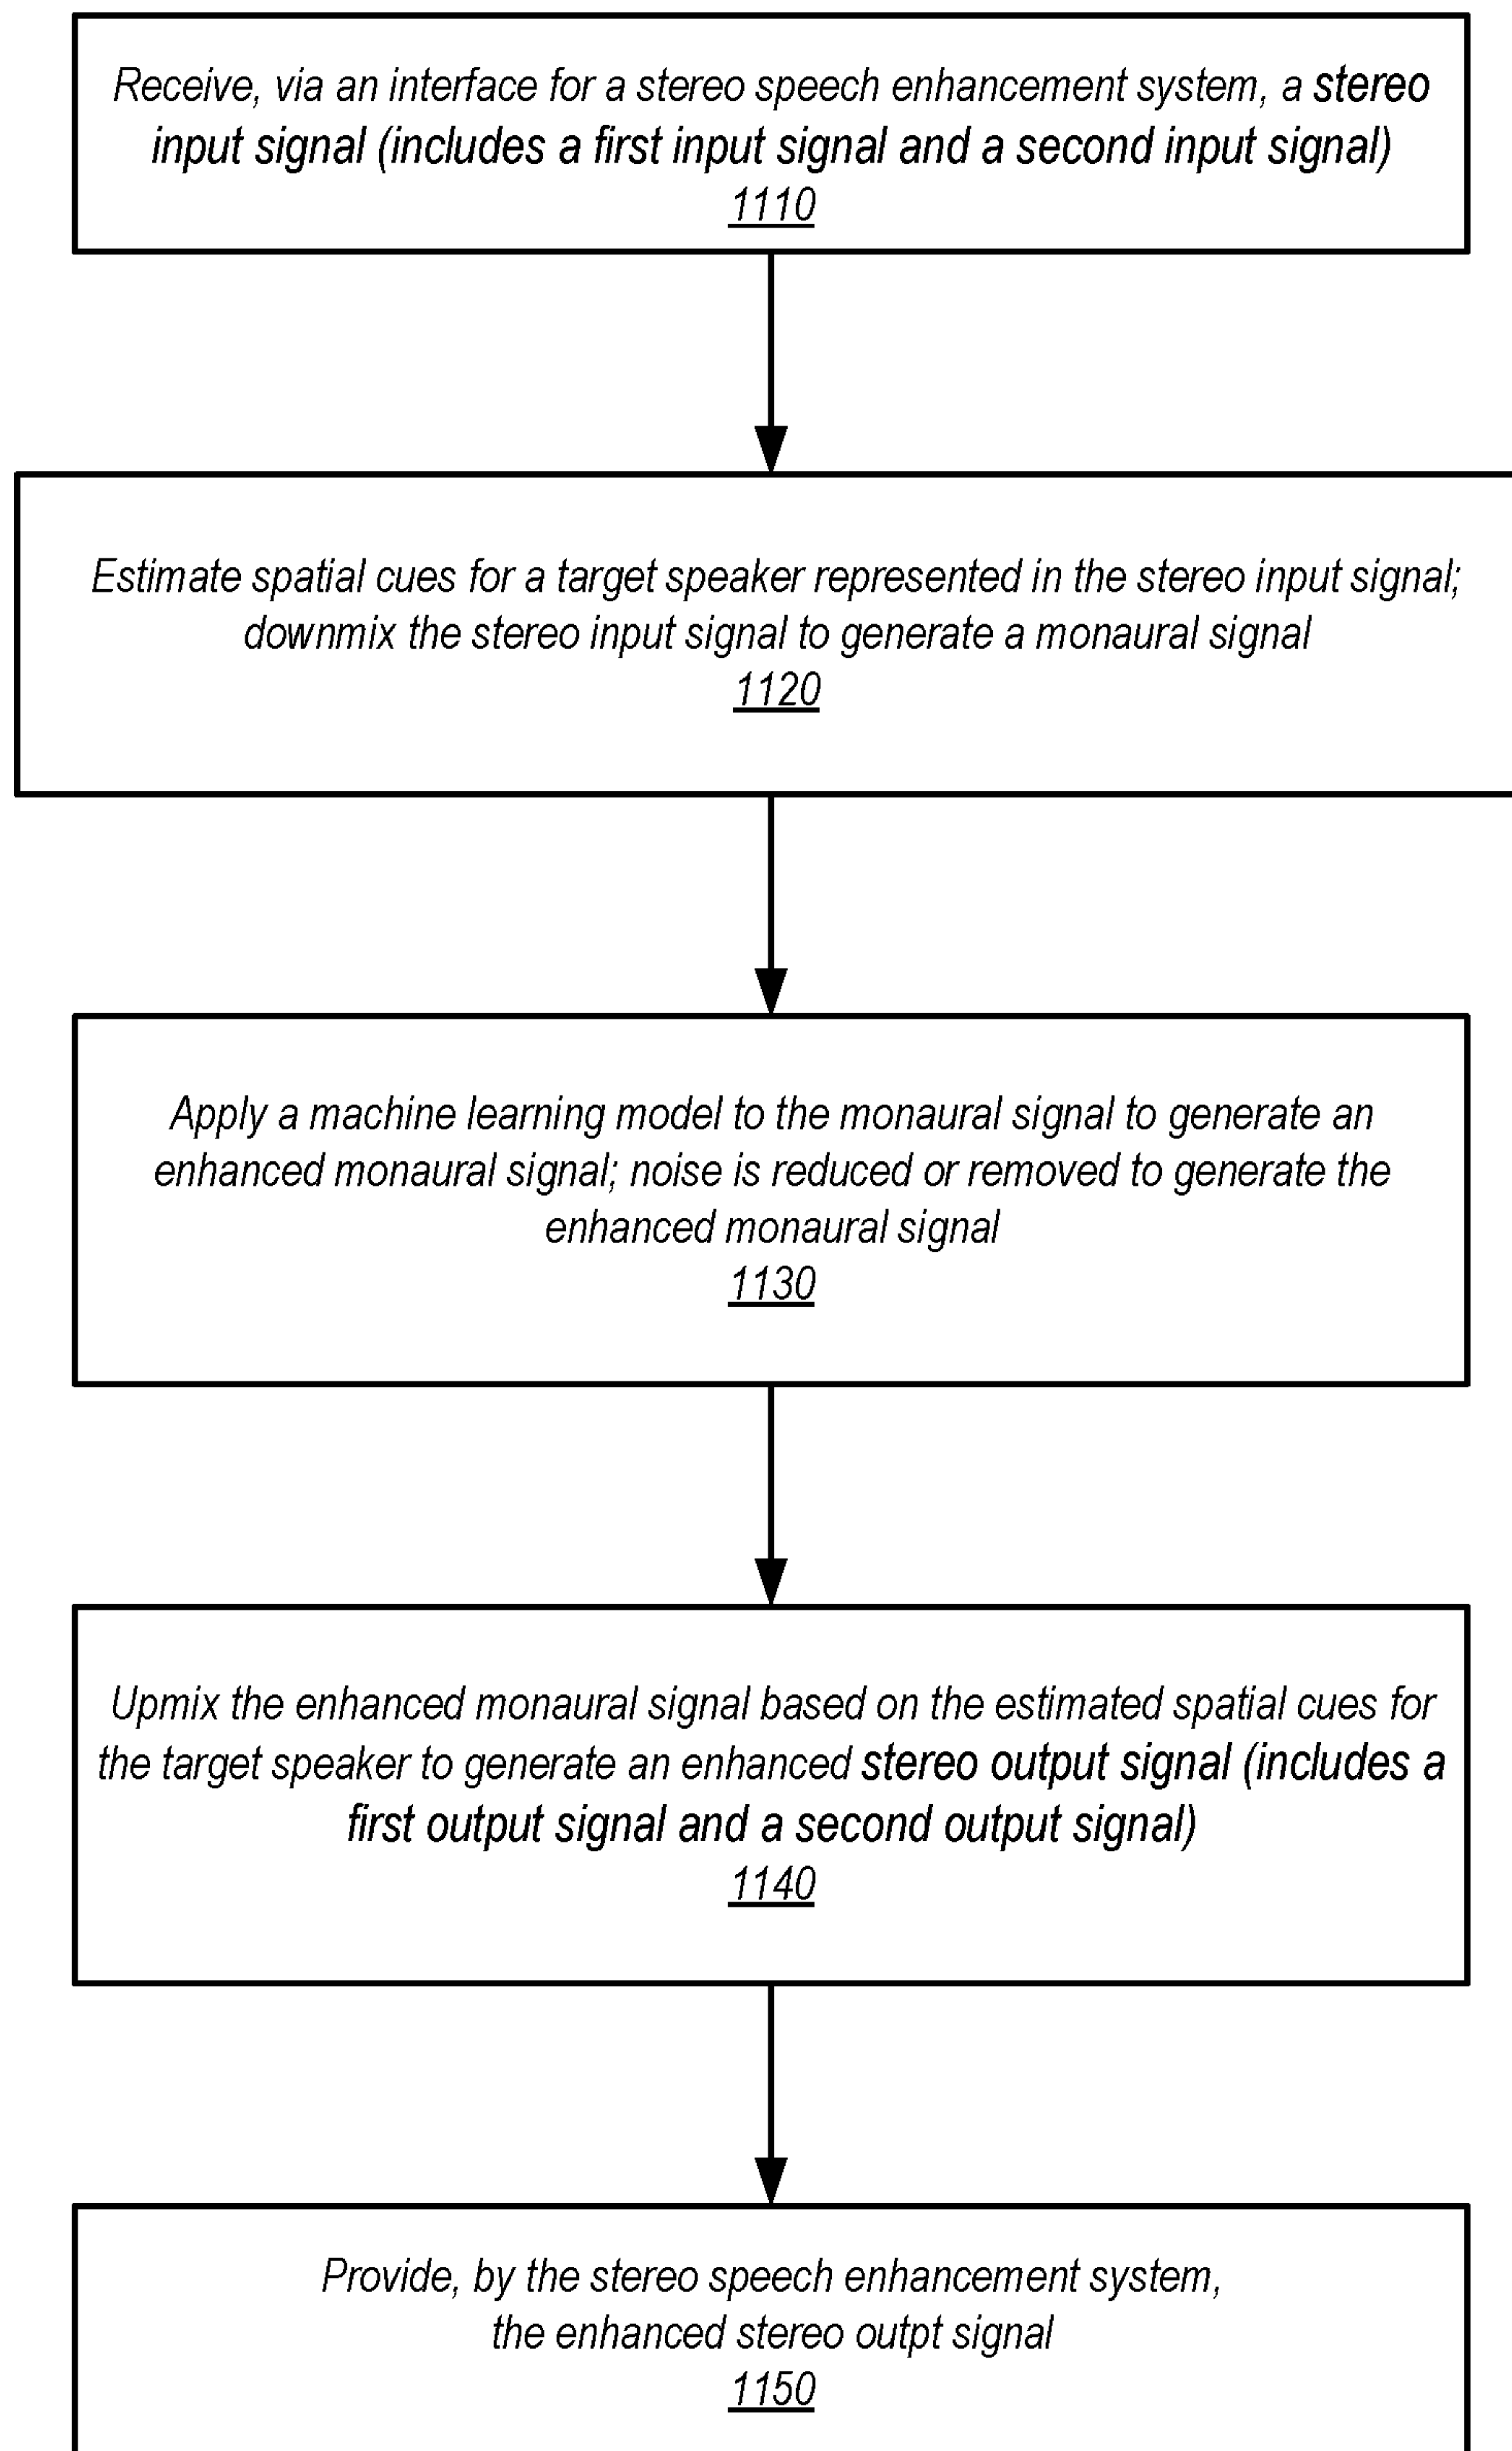 Receive, via an interface for a stereo speech enhancement system, a stereo
input signal (includes a first input signal and a second input signal)
1110
Estimate spatial cues for a target speaker represented in the stereo input signal;
downmix the stereo input signal to generate a monaural signal
1120
Apply a machine learning model to the monaural signal to generate an
enhanced monaural signal; noise is reduced or removed to generate the
enhanced monaural signal
1130
Upmix the enhanced monaural signal based on the estimated spatial cues for
the target speaker to generate an enhanced stereo output signal (includes a
first output signal and a second output signal)
1140
Provide, by the stereo speech enhancement system,
the enhanced stereo outpt signal
1150